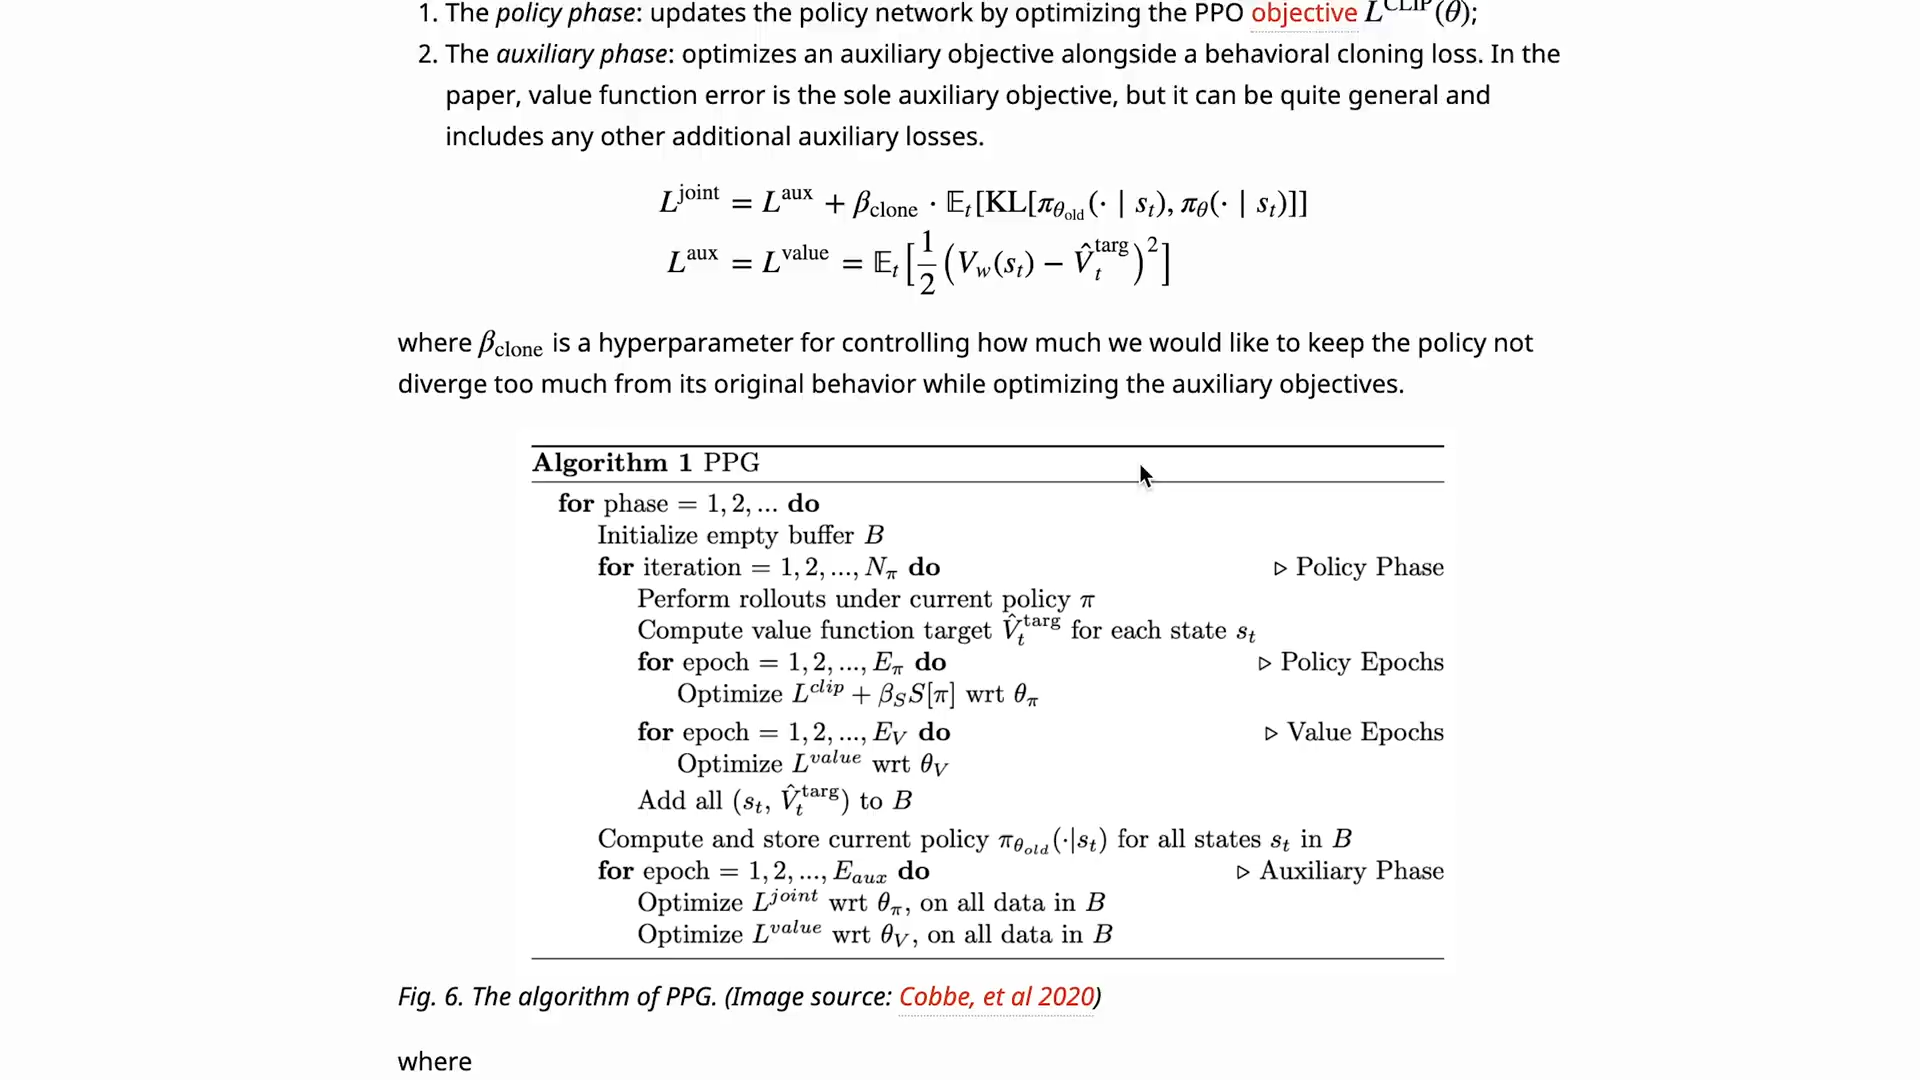 1. The policy phase: updates the policy network by optimizing the PPO objective L^CLIP(θ);
2. The auxiliary phase: optimizes an auxiliary objective alongside a behavioral cloning loss. In the
paper, value function error is the sole auxiliary objective, but it can be quite general and
includes any other additional auxiliary losses.
L^joint = L^aux + β_clone · 𝔼_t[KL[π_θ_old(· | s_t), π_θ(· | s_t)]]
L^aux = L^value = 𝔼_t[1/2 (V_w(s_t) − V̂_t^targ)^2]
where β_clone is a hyperparameter for controlling how much we would like to keep the policy not
diverge too much from its original behavior while optimizing the auxiliary objectives.
Algorithm 1 PPG
for phase = 1, 2, ... do
Initialize empty buffer B
for iteration = 1, 2, ..., N_π do ▷ Policy Phase
Perform rollouts under current policy π
Compute value function target V̂_t^targ for each state s_t
for epoch = 1, 2, ..., E_π do ▷ Policy Epochs
Optimize L^clip + β_S S[π] wrt θ_π
for epoch = 1, 2, ..., E_V do ▷ Value Epochs
Optimize L^value wrt θ_V
Add all (s_t, V̂_t^targ) to B
Compute and store current policy π_θ_old(·|s_t) for all states s_t in B
for epoch = 1, 2, ..., E_aux do ▷ Auxiliary Phase
Optimize L^joint wrt θ_π, on all data in B
Optimize L^value wrt θ_V, on all data in B
Fig. 6. The algorithm of PPG. (Image source: Cobbe, et al 2020)
where